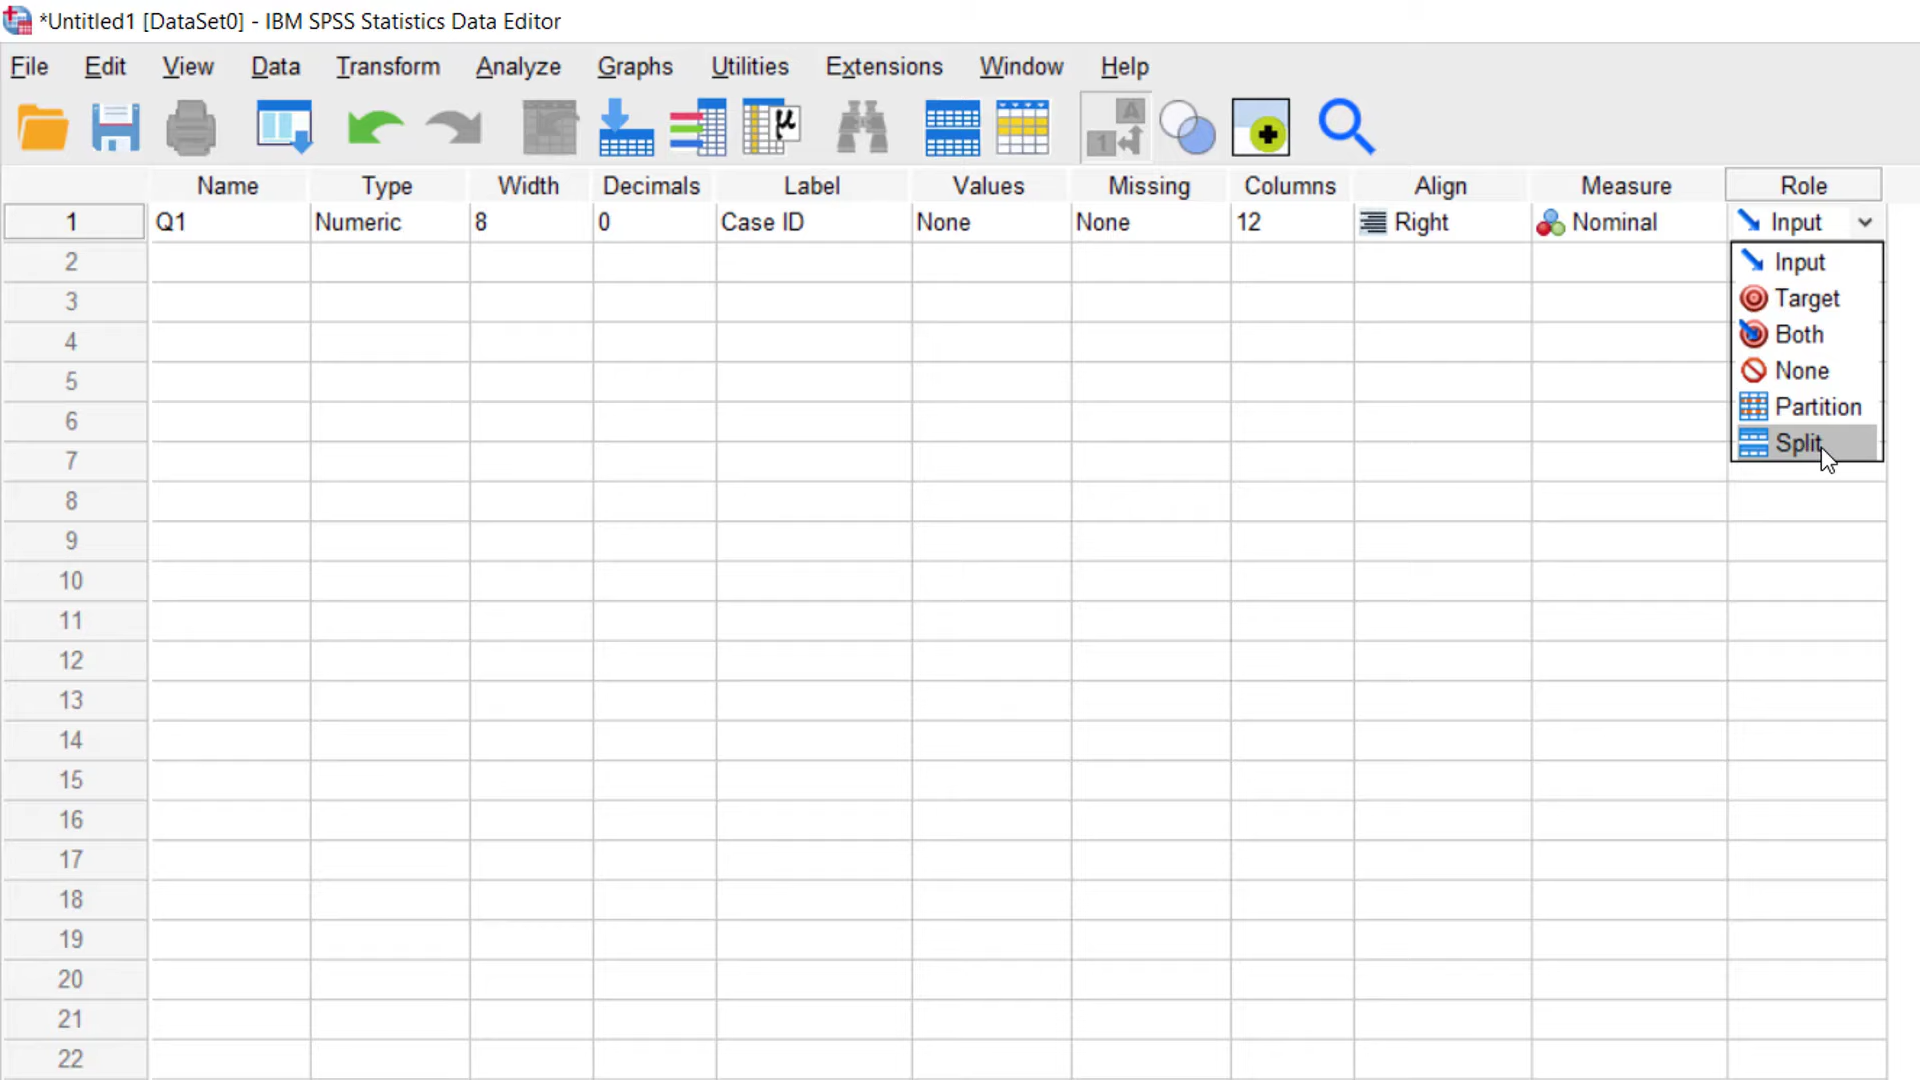 *Untitled1 [DataSet0] - IBM SPSS Statistics Data Editor
File Edit View Data Transform Analyze Graphs Utilities Extensions Window Help
A
1
μ
Name Type Width Decimals Label Values Missing Columns Align Measure Role
1 Q1 Numeric 8 0 Case ID None None 12 Right Nominal Input
2
Input
3
Target
4
Both
5
None
6
Partition
7
Split
8
9
10
11
12
13
14
15
16
17
18
19
20
21
22